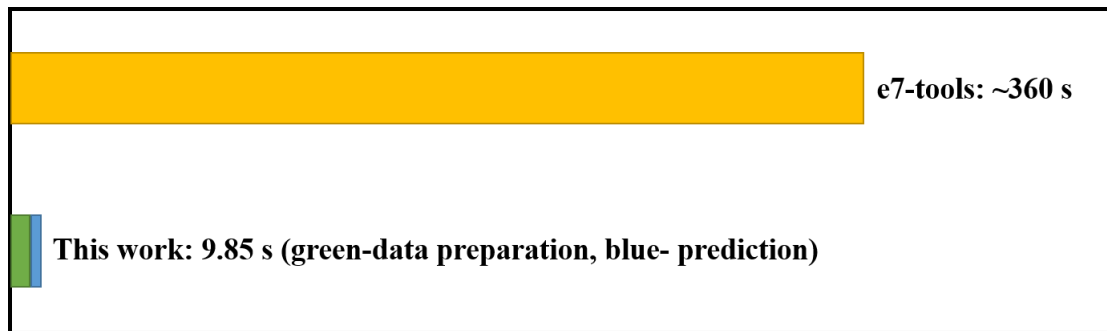 e7-tools: ~360 s
This work: 9.85 s (green-data preparation, blue- prediction)